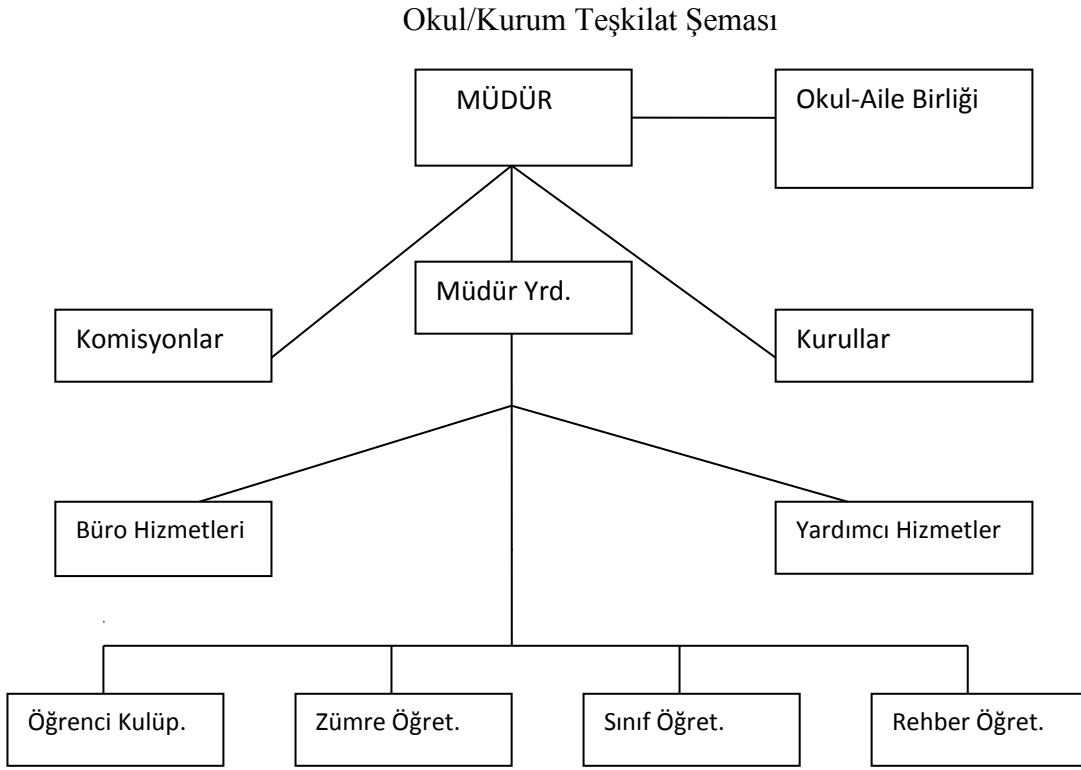 Okul/Kurum Teşkilat Şeması
MÜDÜR
Okul-Aile Birliği
Müdür Yrd.
Komisyonlar
Kurullar
Büro Hizmetleri
Yardımcı Hizmetler
Öğrenci Kulüp.
Zümre Öğret.
Sınıf Öğret.
Rehber Öğret.